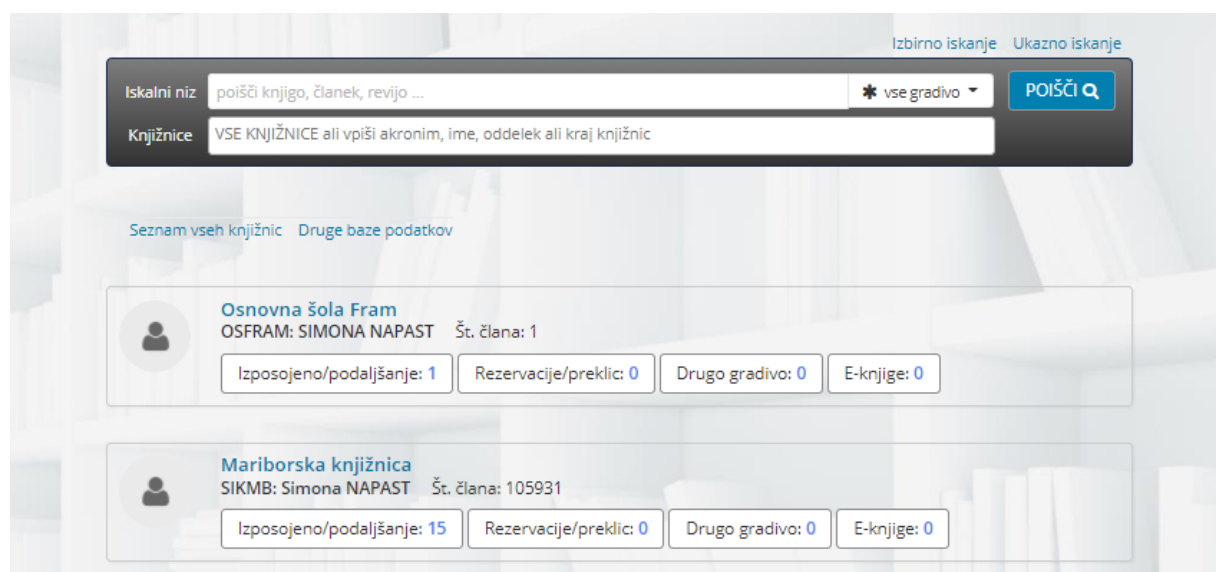 Izbirno iskanje Ukazno iskanje
Iskalni niz poišči knjigo, članek, revijo ... ✱ vse gradivo POIŠČI
Knjižnice VSE KNJIŽNICE ali vpiši akronim, ime, oddelek ali kraj knjižnic
Seznam vseh knjižnic Druge baze podatkov
Osnovna šola Fram
OSFRAM: SIMONA NAPAST Št. člana: 1
Izposojeno/podaljšanje: 1 Rezervacije/preklic: 0 Drugo gradivo: 0 E-knjige: 0
Mariborska knjižnica
SIKMB: Simona NAPAST Št. člana: 105931
Izposojeno/podaljšanje: 15 Rezervacije/preklic: 0 Drugo gradivo: 0 E-knjige: 0